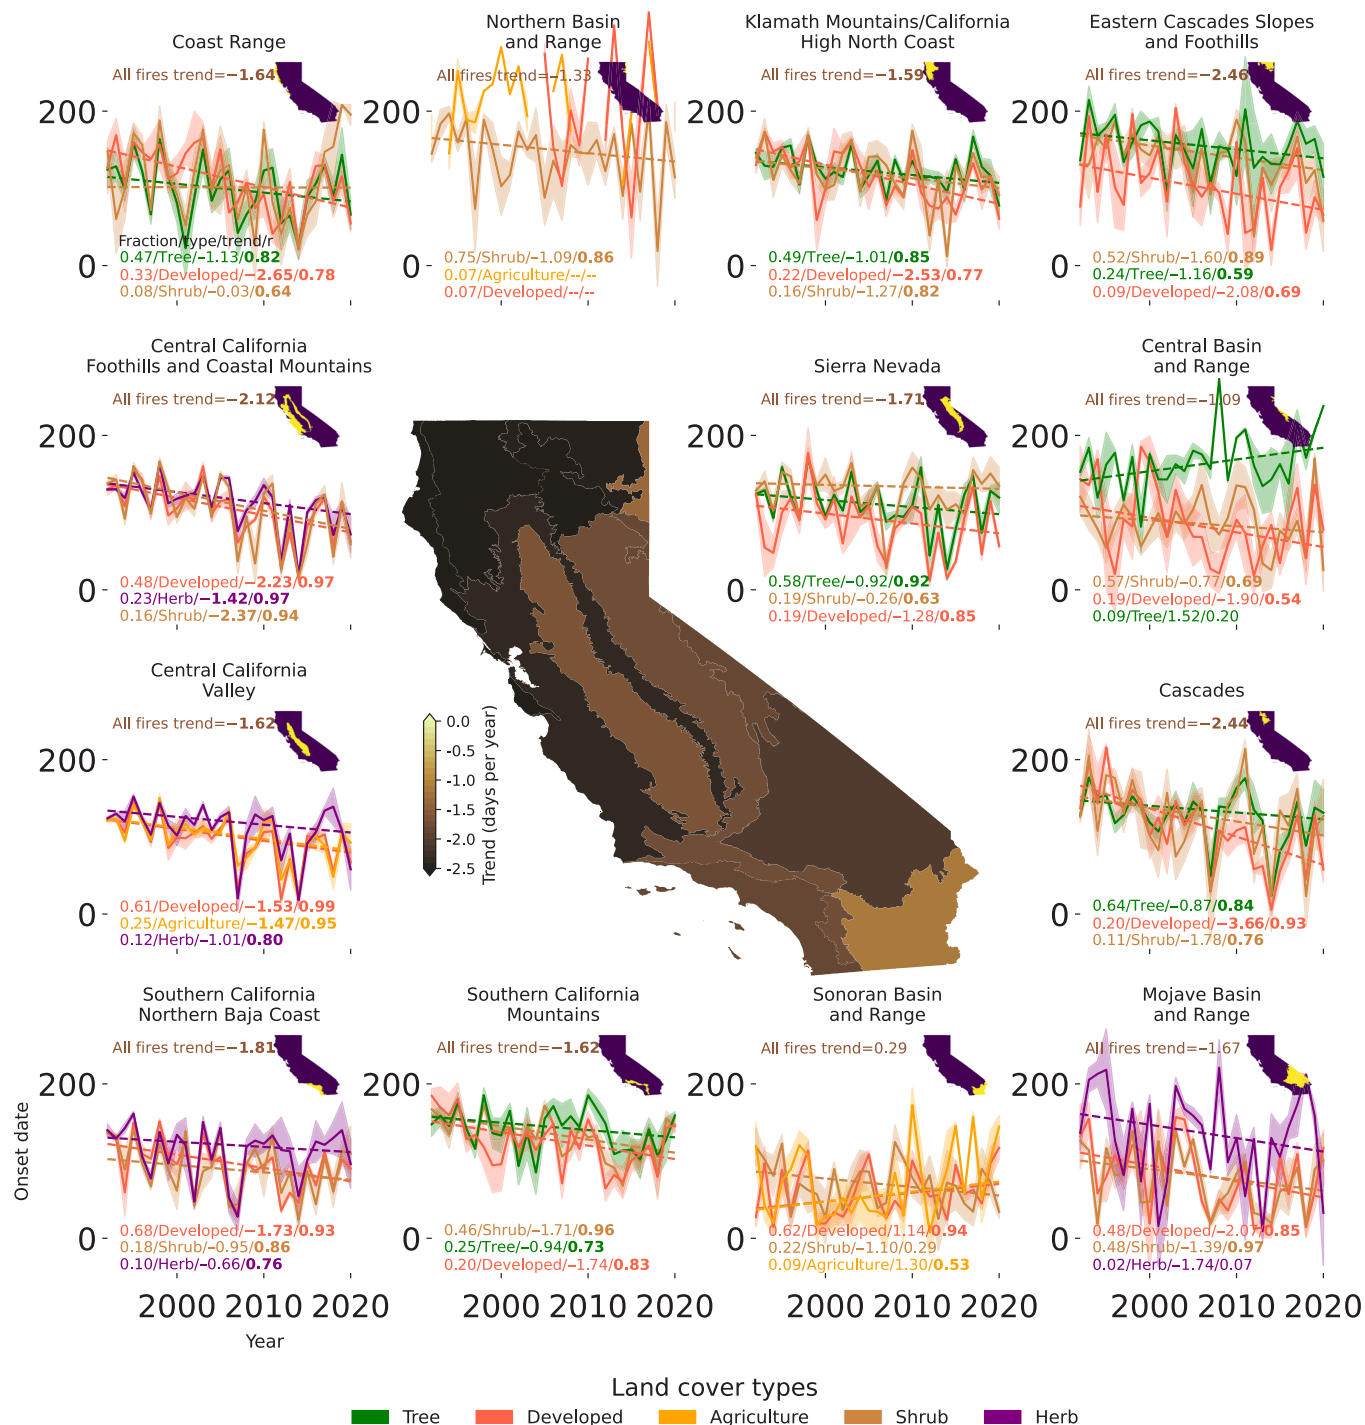 Coast Range
All fires trend=−1.64
200
0
Fraction/type/trend/r
0.47/Tree/−1.13/0.82
0.33/Developed/−2.65/0.78
0.08/Shrub/−0.03/0.64
Northern Basin
and Range
All fires trend=−1.33
200
0
0.75/Shrub/−1.09/0.86
0.07/Agriculture/--/--
0.07/Developed/--/--
Klamath Mountains/California
High North Coast
All fires trend=−1.59
200
0
0.49/Tree/−1.01/0.85
0.22/Developed/−2.53/0.77
0.16/Shrub/−1.27/0.82
Eastern Cascades Slopes
and Foothills
All fires trend=−2.46
200
0
0.52/Shrub/−1.60/0.89
0.24/Tree/−1.16/0.59
0.09/Developed/−2.08/0.69
Central California
Foothills and Coastal Mountains
All fires trend=−2.12
200
0
0.48/Developed/−2.23/0.97
0.23/Herb/−1.42/0.97
0.16/Shrub/−2.37/0.94
Sierra Nevada
All fires trend=−1.71
200
0
0.58/Tree/−0.92/0.92
0.19/Shrub/−0.26/0.63
0.19/Developed/−1.28/0.85
Central Basin
and Range
All fires trend=−1.09
200
0
0.57/Shrub/−0.77/0.69
0.19/Developed/−1.90/0.54
0.09/Tree/1.52/0.20
Central California
Valley
All fires trend=−1.62
200
0
0.61/Developed/−1.53/0.99
0.25/Agriculture/−1.47/0.95
0.12/Herb/−1.01/0.80
0.0
-0.5
-1.0
-1.5
-2.0
-2.5
Trend (days per year)
Cascades
All fires trend=−2.44
200
0
0.64/Tree/−0.87/0.84
0.20/Developed/−3.66/0.93
0.11/Shrub/−1.78/0.76
Southern California
Northern Baja Coast
All fires trend=−1.81
200
0
Onset date
0.68/Developed/−1.73/0.93
0.18/Shrub/−0.95/0.86
0.10/Herb/−0.66/0.76
2000 2010 2020
Year
Southern California
Mountains
All fires trend=−1.62
200
0
0.46/Shrub/−1.71/0.96
0.25/Tree/−0.94/0.73
0.20/Developed/−1.74/0.83
2000 2010 2020
Sonoran Basin
and Range
All fires trend=0.29
200
0
0.62/Developed/1.14/0.94
0.22/Shrub/−1.10/0.29
0.09/Agriculture/1.30/0.53
2000 2010 2020
Mojave Basin
and Range
All fires trend=−1.67
200
0
0.48/Developed/−2.07/0.85
0.48/Shrub/−1.39/0.97
0.02/Herb/−1.74/0.07
2000 2010 2020
Land cover types
Tree Developed Agriculture Shrub Herb